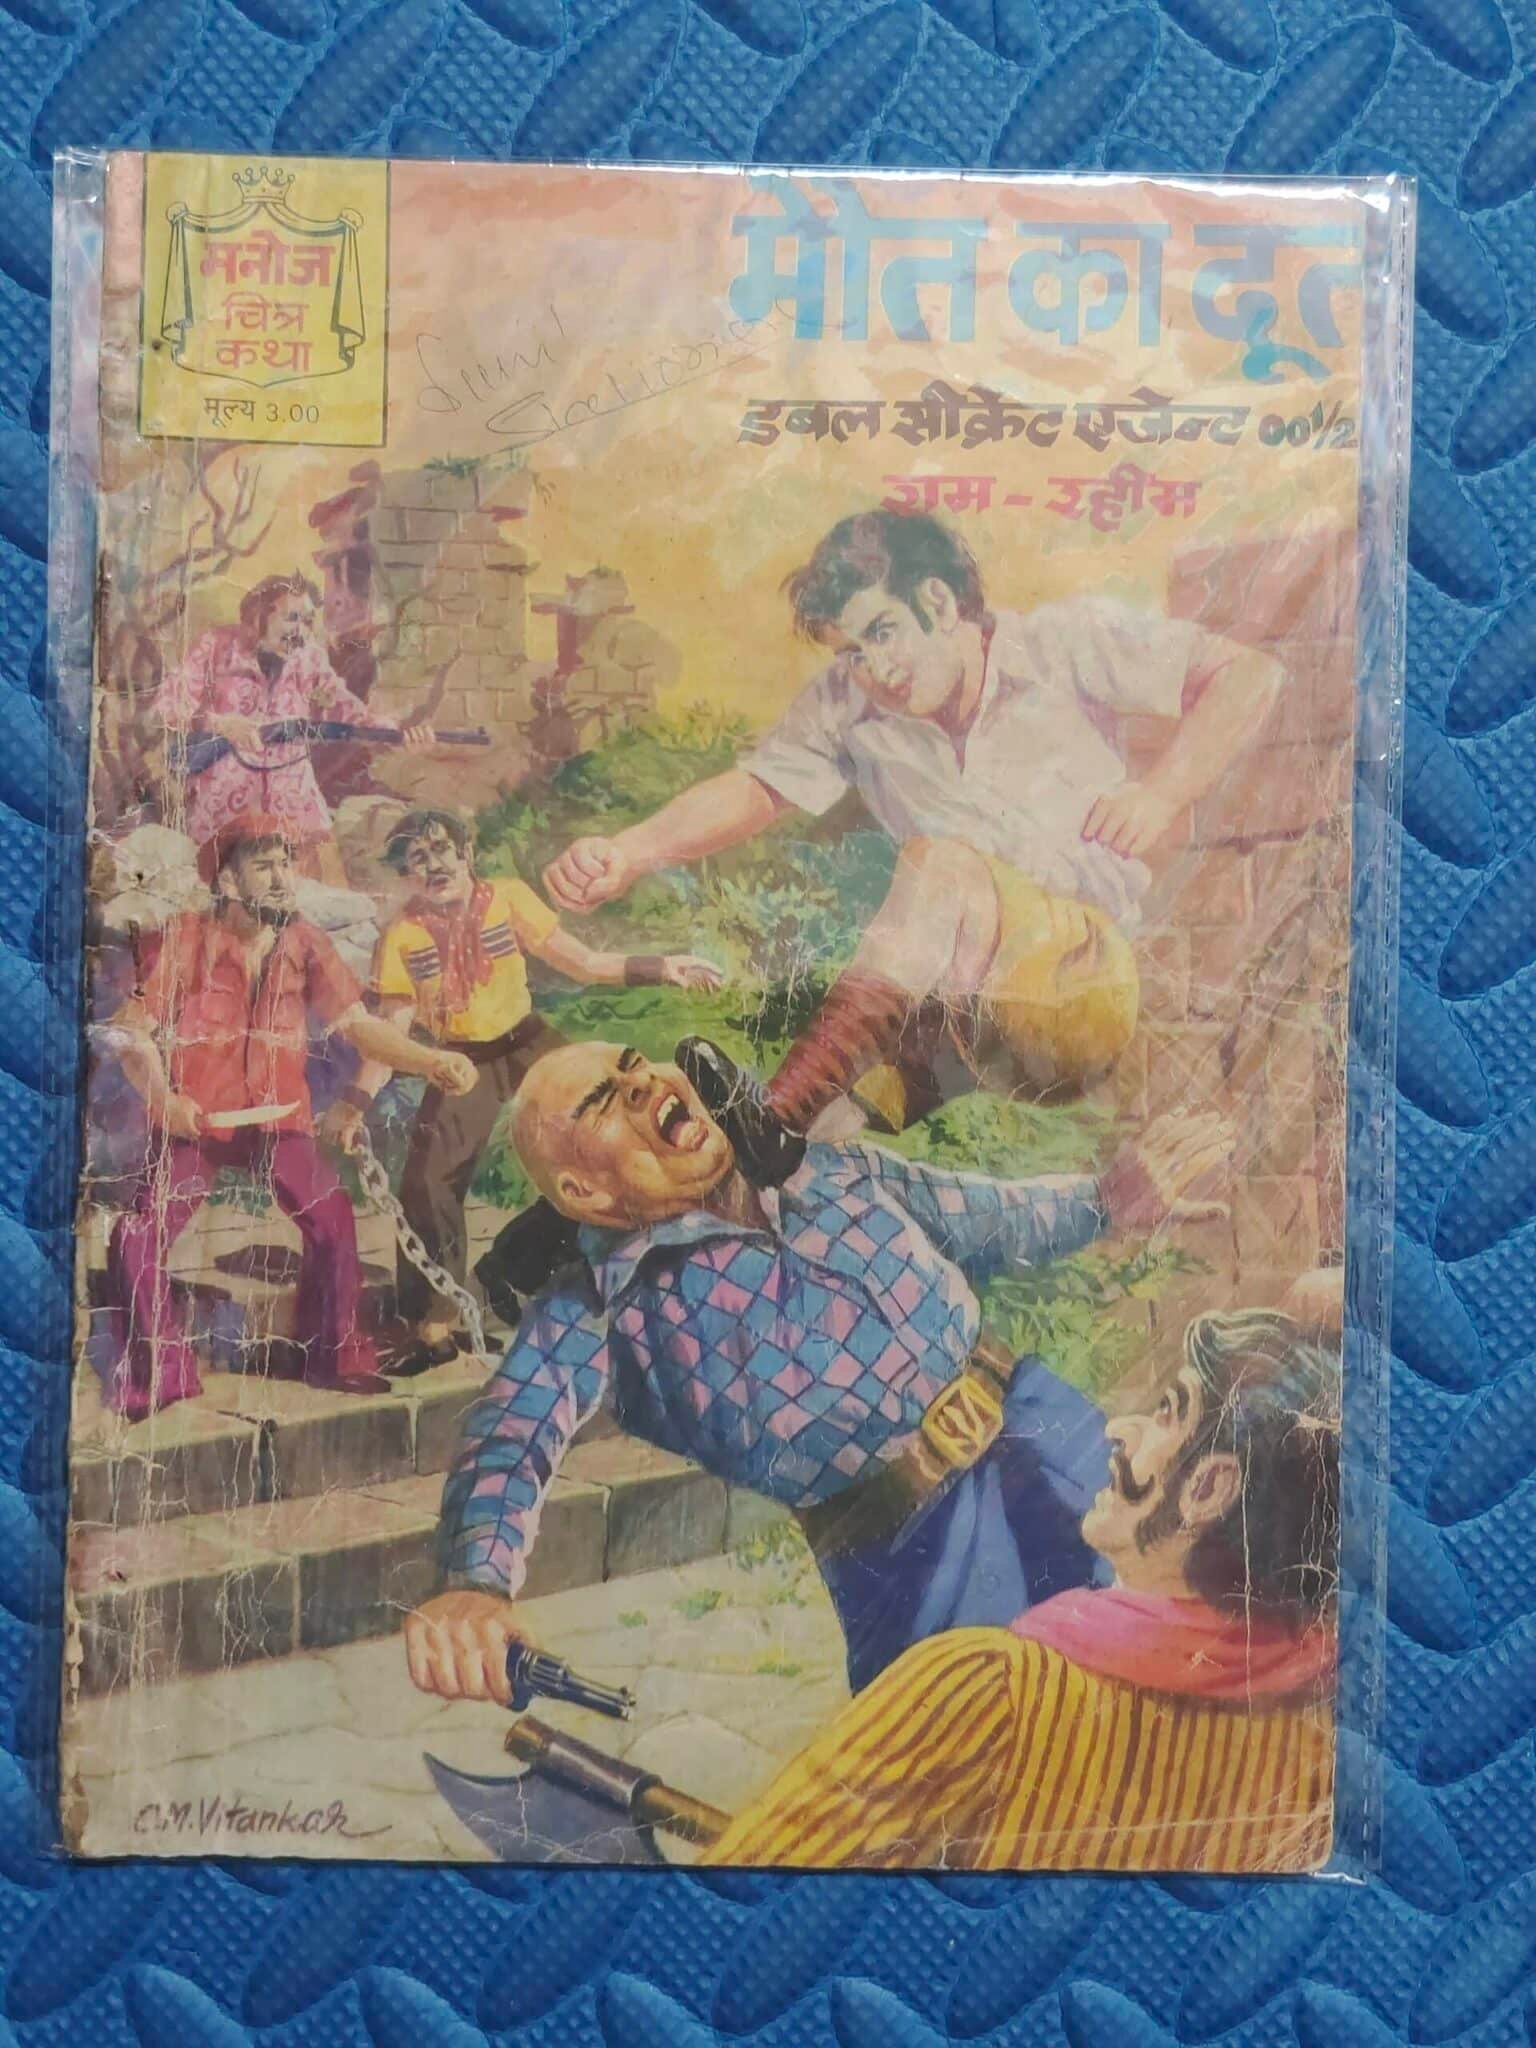 मनोज
चित्र
कथा
मूल्य 3.00
मौत का दूत
डबल सीक्रेट एजेन्ट 00½
राम - रहीम
C.M.Vitankar